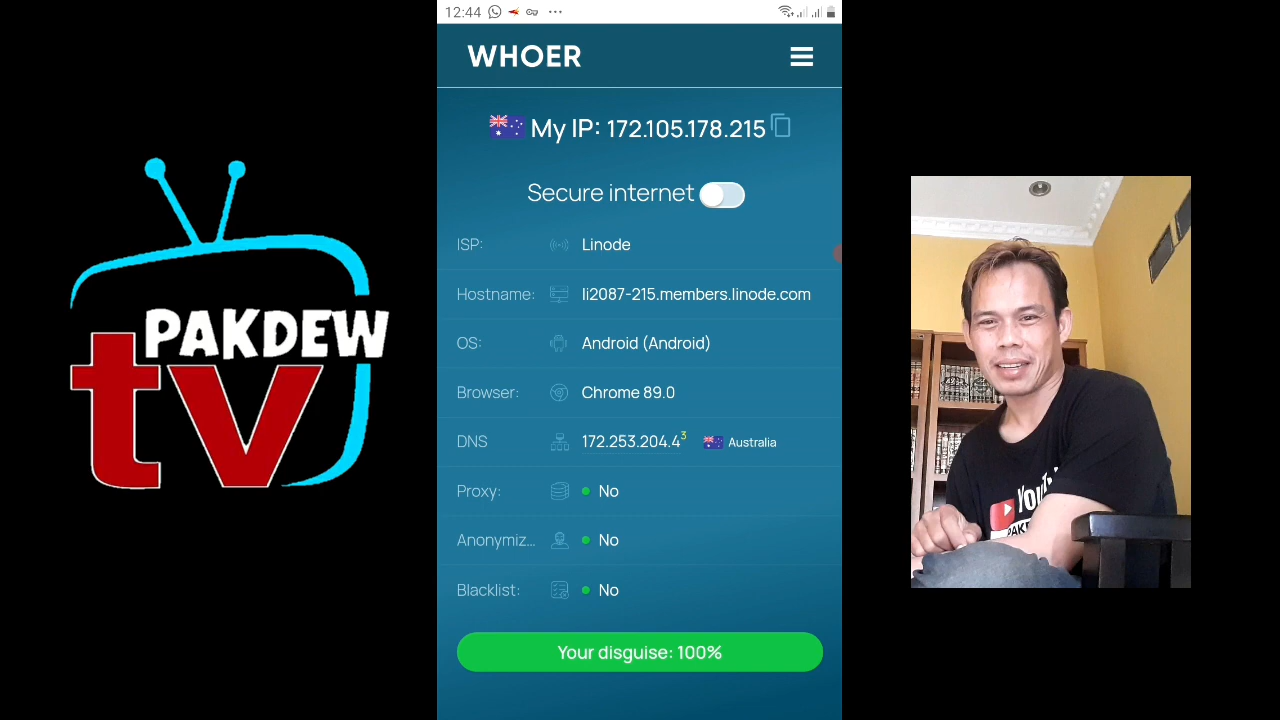 12:44
WHOER
My IP: 172.105.178.215
Secure internet
ISP: Linode
Hostname: li2087-215.members.linode.com
OS: Android (Android)
Browser: Chrome 89.0
DNS 172.253.204.4 3 Australia
Proxy: No
Anonymiz... No
Blacklist: No
Your disguise: 100%
PAKDEW
tv